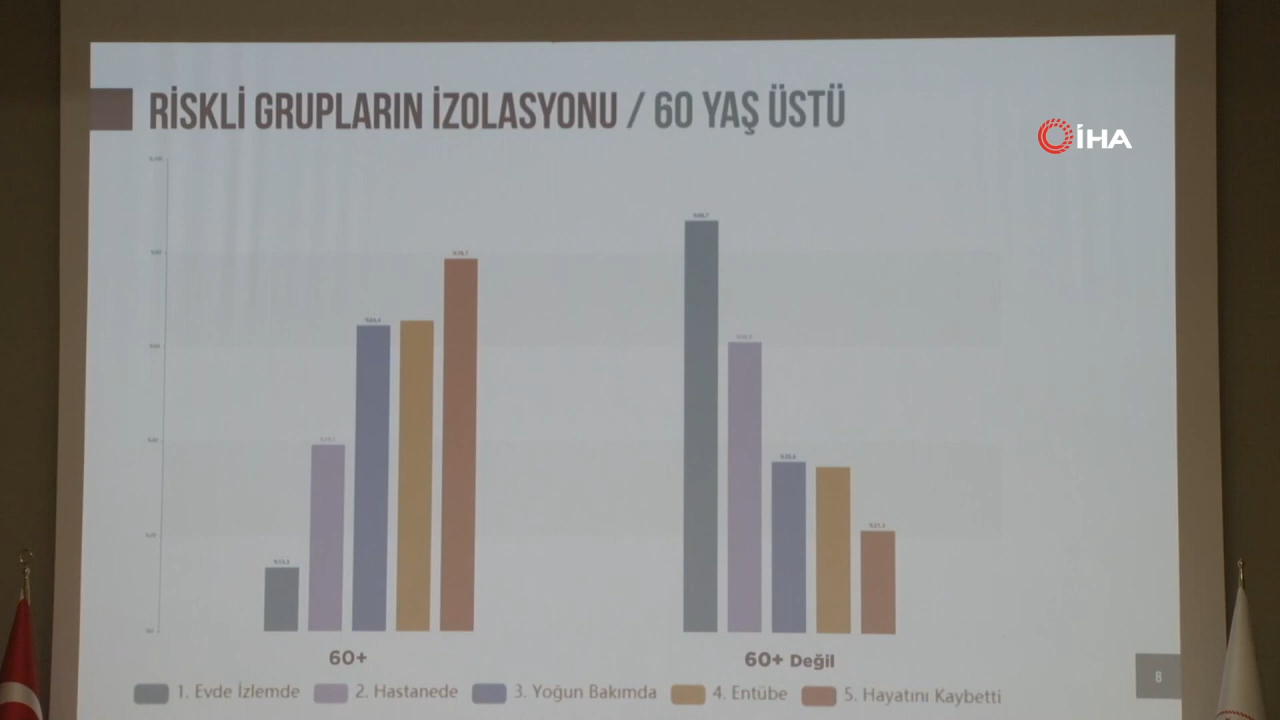 RİSKLİ GRUPLARIN İZOLASYONU / 60 YAŞ ÜSTÜ
İHA
60+
60+ Değil
1. Evde İzlemde 2. Hastanede 3. Yoğun Bakımda 4. Entübe 5. Hayatını Kaybetti
8